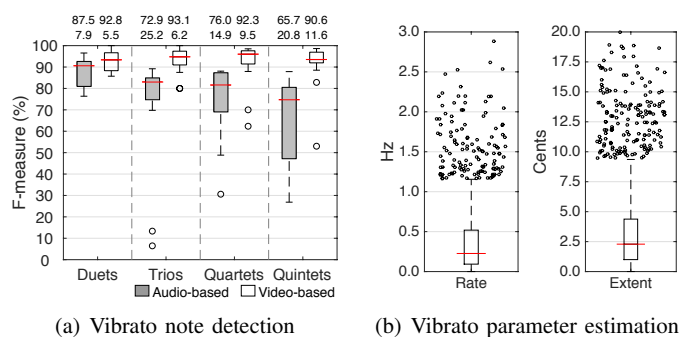 87.5 92.8 72.9 93.1 76.0 92.3 65.7 90.6
7.9 5.5 25.2 6.2 14.9 9.5 20.8 11.6
F-measure (%)
100
90
80
70
60
50
40
30
20
10
0
Duets Trios Quartets Quintets
Audio-based Video-based
(a) Vibrato note detection
Hz
3.0
2.5
2.0
1.5
1.0
0.5
0.0
Rate
Cents
20.0
17.5
15.0
12.5
10.0
7.5
5.0
2.5
0.0
Extent
(b) Vibrato parameter estimation